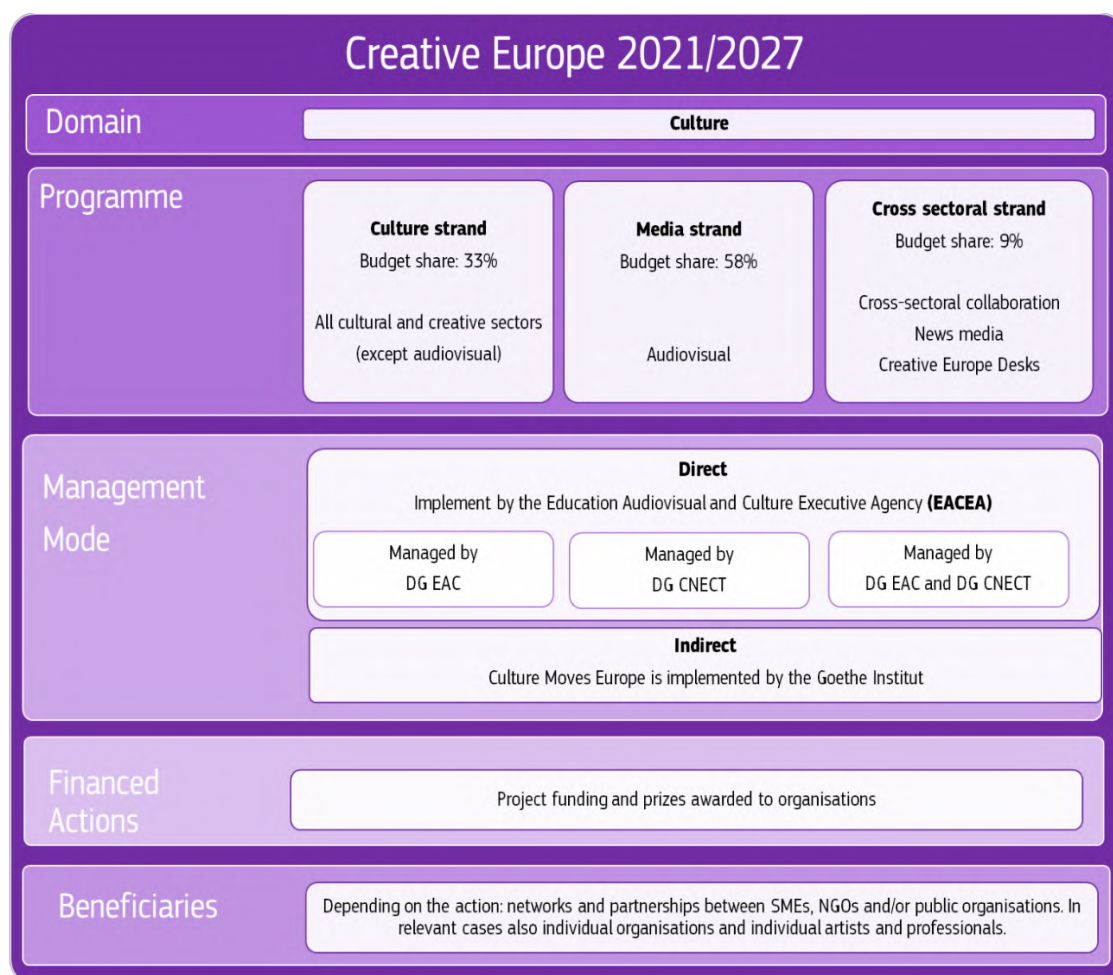 Creative Europe 2021/2027
Domain
Culture
Programme
Culture strand
Budget share: 33%
All cultural and creative sectors
(except audiovisual)
Media strand
Budget share: 58%
Audiovisual
Cross sectoral strand
Budget share: 9%
Cross-sectoral collaboration
News media
Creative Europe Desks
Management
Mode
Direct
Implement by the Education Audiovisual and Culture Executive Agency (EACEA)
Managed by
DG EAC
Managed by
DG CNECT
Managed by
DG EAC and DG CNECT
Indirect
Culture Moves Europe is implemented by the Goethe Institut
Financed
Actions
Project funding and prizes awarded to organisations
Beneficiaries
Depending on the action: networks and partnerships between SMEs, NGOs and/or public organisations. In
relevant cases also individual organisations and individual artists and professionals.